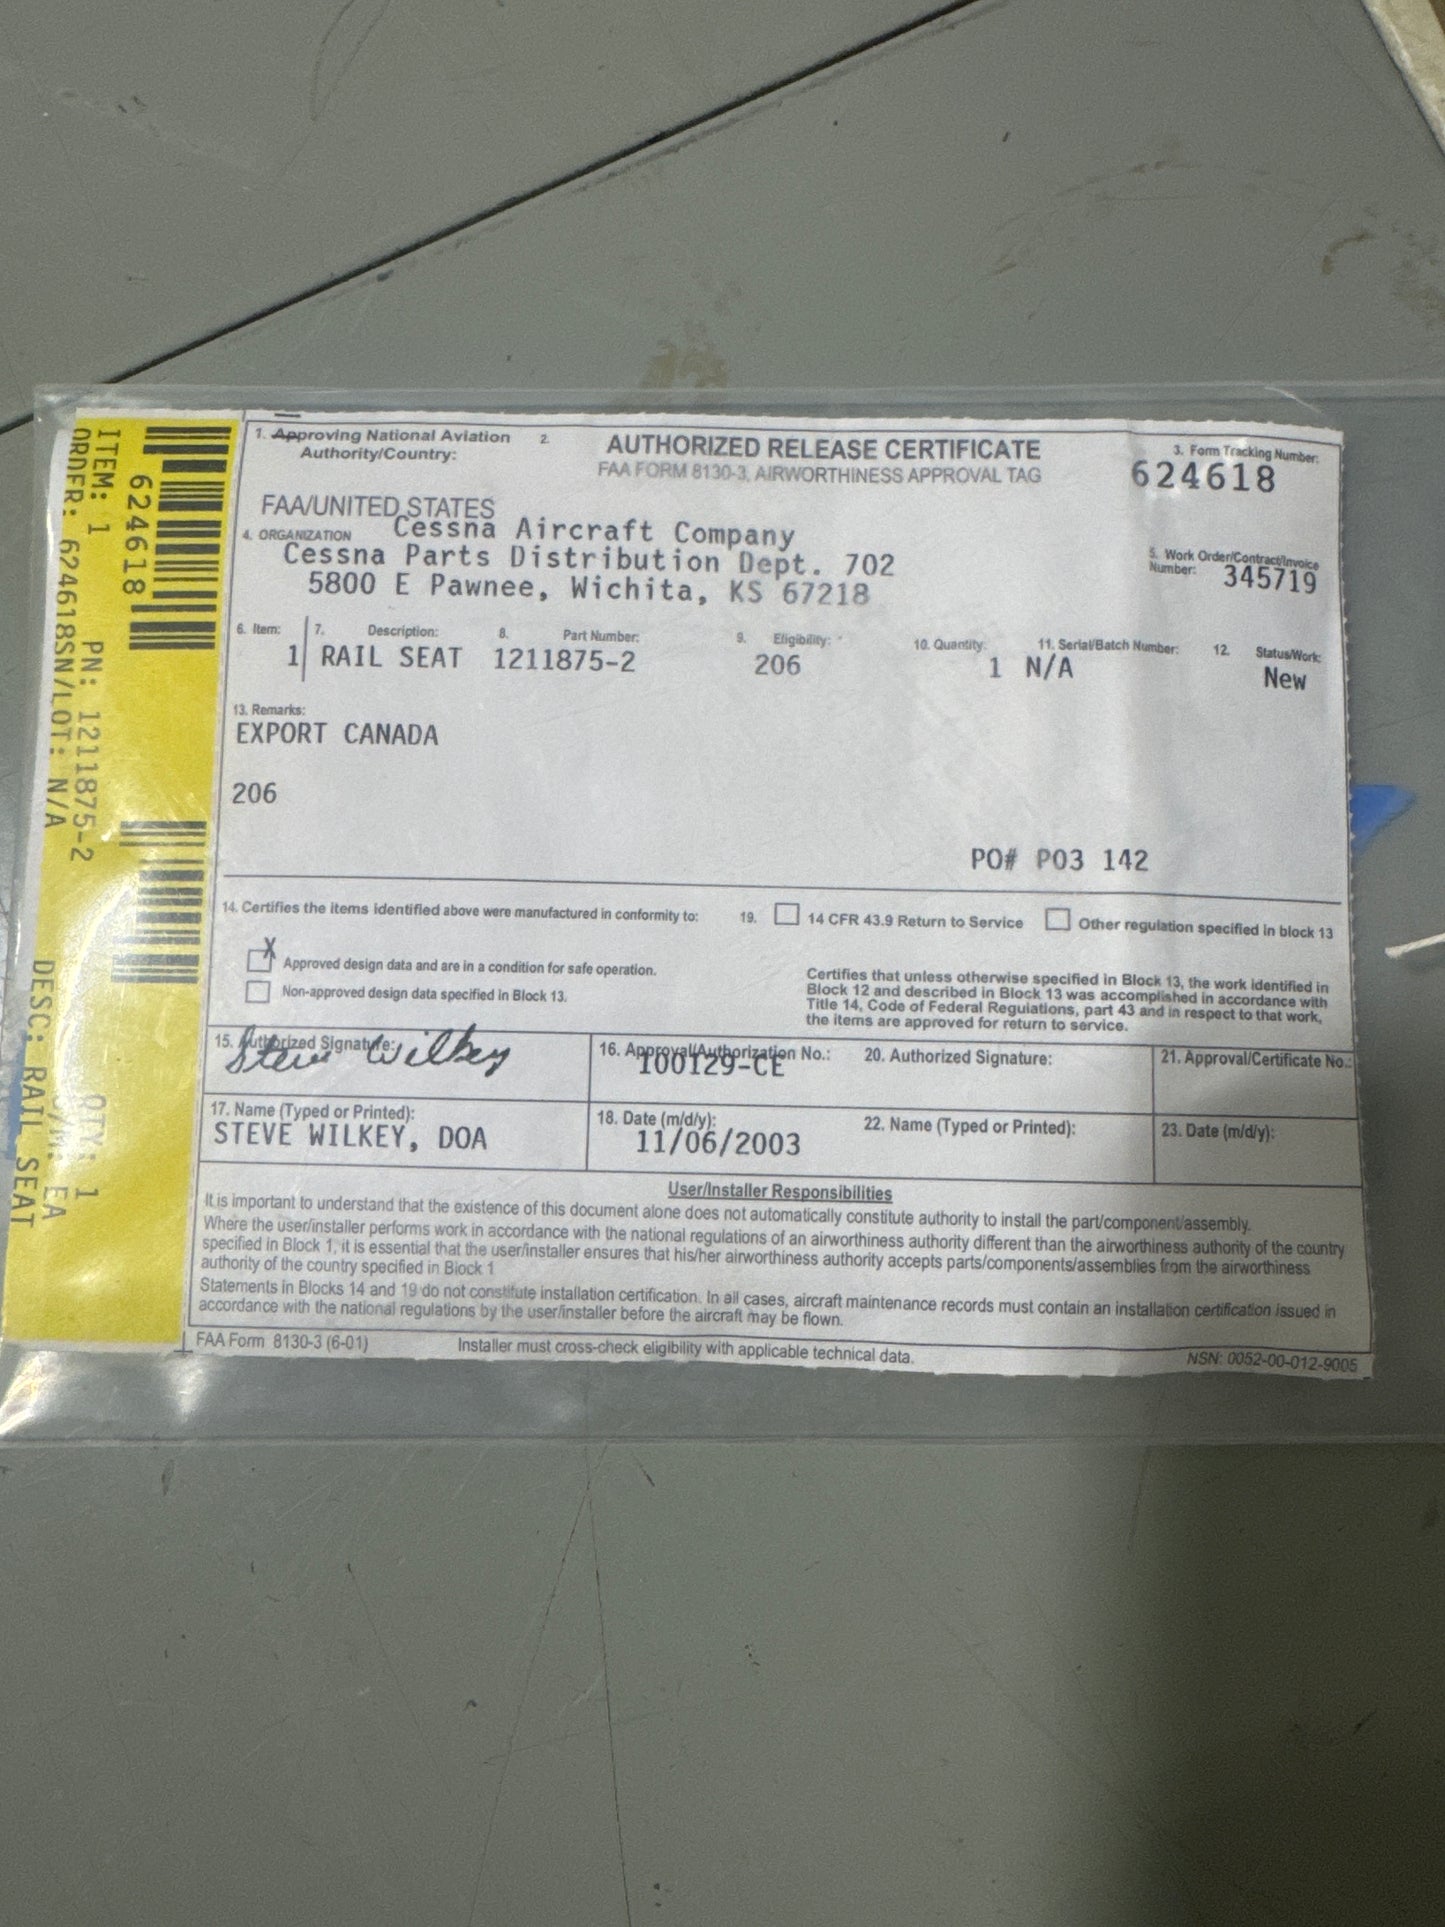 1. Approving National Aviation
Authority/Country:
FAA/UNITED STATES
2.
AUTHORIZED RELEASE CERTIFICATE
FAA FORM 8130-3, AIRWORTHINESS APPROVAL TAG
3. Form Tracking Number:
624618
4. ORGANIZATION
Cessna Aircraft Company
Cessna Parts Distribution Dept. 702
5800 E Pawnee, Wichita, KS 67218
5. Work Order/Contract/Invoice
Number: 345719
6. Item: 7. Description: 8. Part Number: 9. Eligibility: 10. Quantity: 11. Serial/Batch Number: 12. Status/Work:
1 RAIL SEAT 1211875-2 206 1 N/A New
13. Remarks:
EXPORT CANADA
206
PO# P03 142
14. Certifies the items identified above were manufactured in conformity to:
X Approved design data and are in a condition for safe operation.
Non-approved design data specified in Block 13.
19. 14 CFR 43.9 Return to Service Other regulation specified in block 13
Certifies that unless otherwise specified in Block 13, the work identified in
Block 12 and described in Block 13 was accomplished in accordance with
Title 14, Code of Federal Regulations, part 43 and in respect to that work,
the items are approved for return to service.
15. Authorized Signature:
Steve Wilkey
16. Approval/Authorization No.:
100129-CE
20. Authorized Signature:
21. Approval/Certificate No.:
17. Name (Typed or Printed):
STEVE WILKEY, DOA
18. Date (m/d/y):
11/06/2003
22. Name (Typed or Printed):
23. Date (m/d/y):
User/Installer Responsibilities
It is important to understand that the existence of this document alone does not automatically constitute authority to install the part/component/assembly.
Where the user/installer performs work in accordance with the national regulations of an airworthiness authority different than the airworthiness authority of the country
specified in Block 1, it is essential that the user/installer ensures that his/her airworthiness authority accepts parts/components/assemblies from the airworthiness
authority of the country specified in Block 1
Statements in Blocks 14 and 19 do not constitute installation certification. In all cases, aircraft maintenance records must contain an installation certification issued in
accordance with the national regulations by the user/installer before the aircraft may be flown.
FAA Form 8130-3 (6-01)
Installer must cross-check eligibility with applicable technical data.
NSN: 0052-00-012-9005
624618
ITEM: 1 PN: 1211875-2 QTY: 1
ORDER: 624618SN/LOT: N/A U/M: EA
DESC: RAIL SEAT